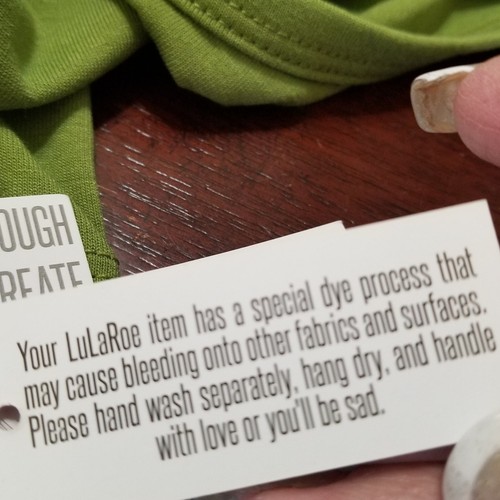 OUGH
REATE
Your LuLaRoe item has a special dye process that
may cause bleeding onto other fabrics and surfaces.
Please hand wash separately, hang dry, and handle
with love or you'll be sad.